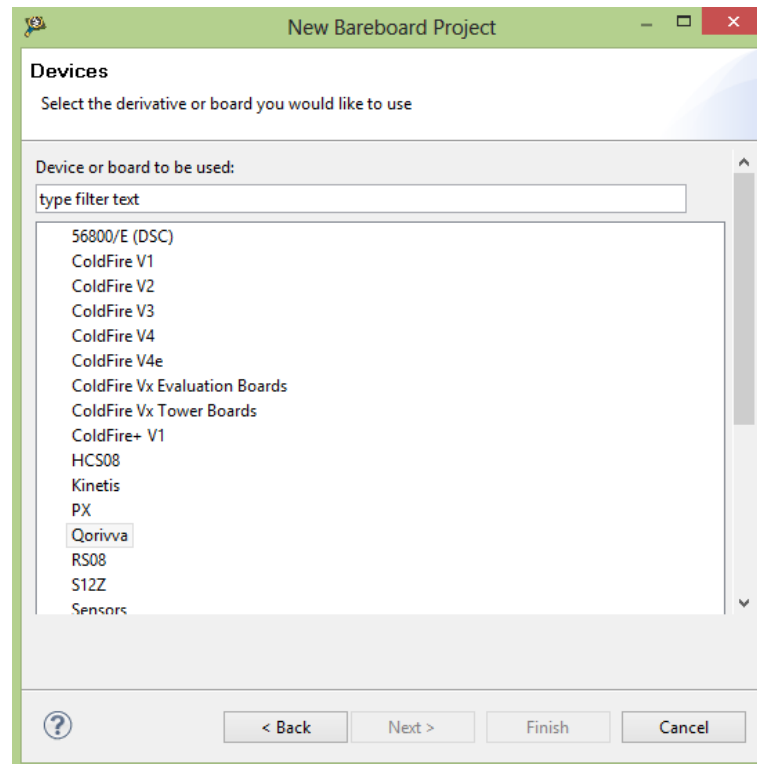 New Bareboard Project
Devices
Select the derivative or board you would like to use
Device or board to be used:
type filter text
56800/E (DSC)
ColdFire V1
ColdFire V2
ColdFire V3
ColdFire V4
ColdFire V4e
ColdFire Vx Evaluation Boards
ColdFire Vx Tower Boards
ColdFire+ V1
HCS08
Kinetis
PX
Qorivva
RS08
S12Z
Sensors
? < Back Next > Finish Cancel